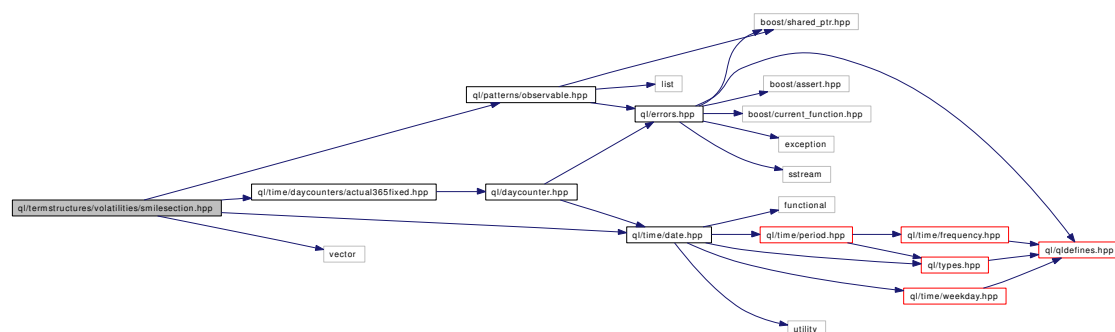 boost/shared_ptr.hpp
list
boost/assert.hpp
ql/patterns/observable.hpp
ql/errors.hpp
boost/current_function.hpp
exception
sstream
ql/time/daycounters/actual365fixed.hpp
ql/daycounter.hpp
functional
ql/termstructures/volatilities/smilesection.hpp
ql/time/date.hpp
ql/time/period.hpp
ql/time/frequency.hpp
ql/qldefines.hpp
vector
ql/types.hpp
ql/time/weekday.hpp
utility